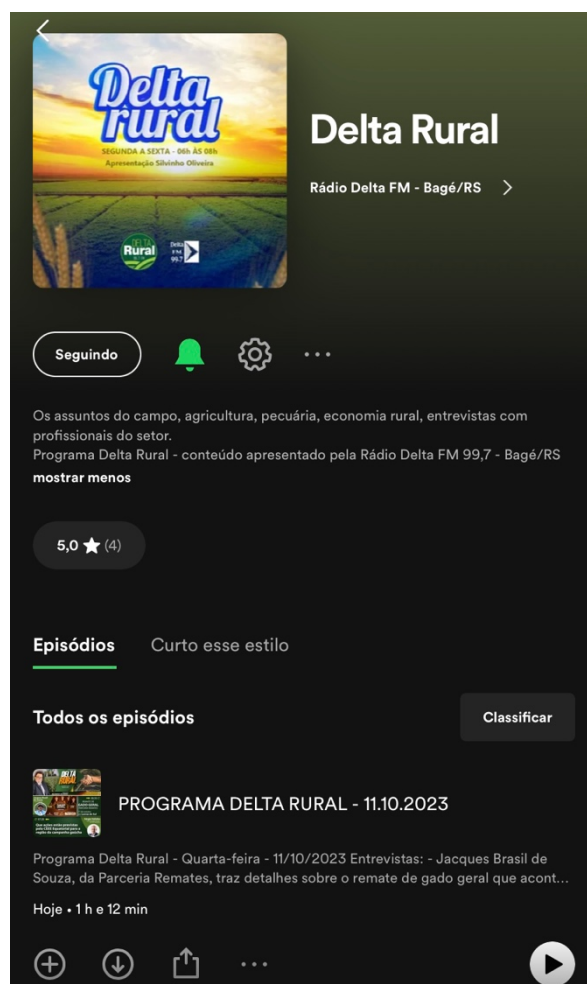 Delta
rural
SEGUNDA A SEXTA - 06h ÀS 08h
Apresentação Silvinho Oliveira
DELTA
Rural
Delta
FM
99.7
Delta Rural
Rádio Delta FM - Bagé/RS
Seguindo
Os assuntos do campo, agricultura, pecuária, economia rural, entrevistas com
profissionais do setor.
Programa Delta Rural - conteúdo apresentado pela Rádio Delta FM 99,7 - Bagé/RS
mostrar menos
5,0 ★ (4)
Episódios
Curto esse estilo
Todos os episódios
Classificar
DELTA
RURAL
PROGRAMA DELTA RURAL - 11.10.2023
Programa Delta Rural - Quarta-feira - 11/10/2023 Entrevistas: - Jacques Brasil de
Souza, da Parceria Remates, traz detalhes sobre o remate de gado geral que acont...
Hoje • 1 h e 12 min